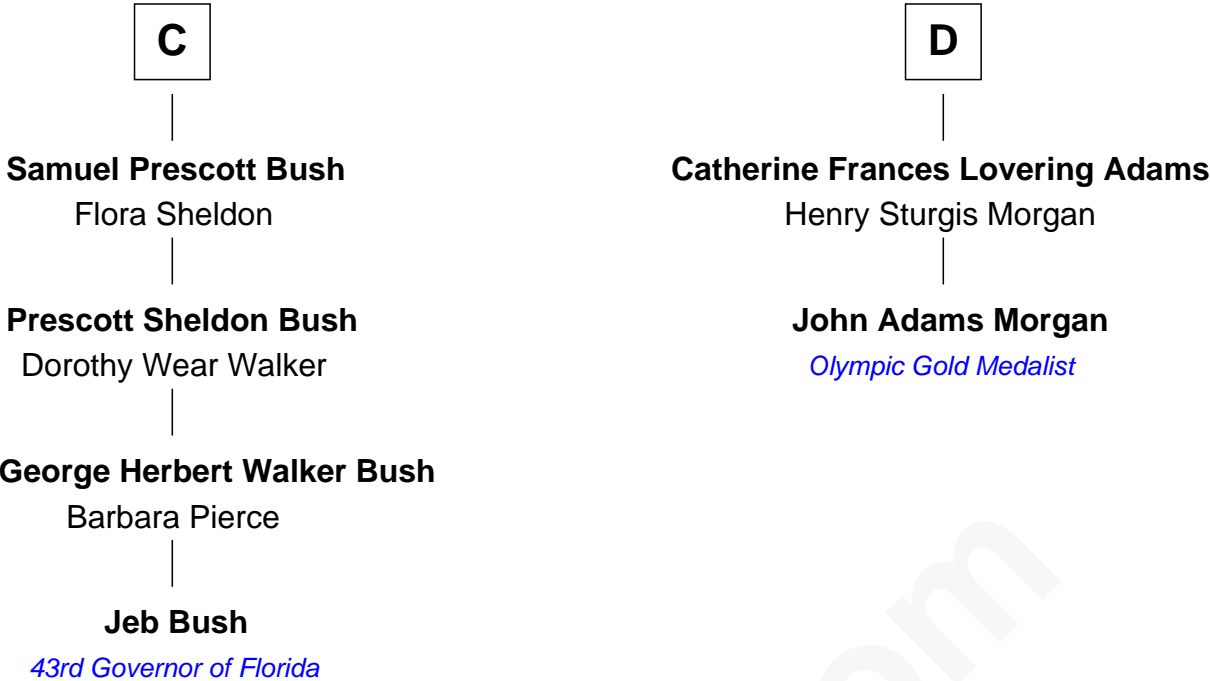 C
Samuel Prescott Bush
Flora Sheldon
Prescott Sheldon Bush
Dorothy Wear Walker
George Herbert Walker Bush
Barbara Pierce
Jeb Bush
43rd Governor of Florida
D
Catherine Frances Lovering Adams
Henry Sturgis Morgan
John Adams Morgan
Olympic Gold Medalist
om